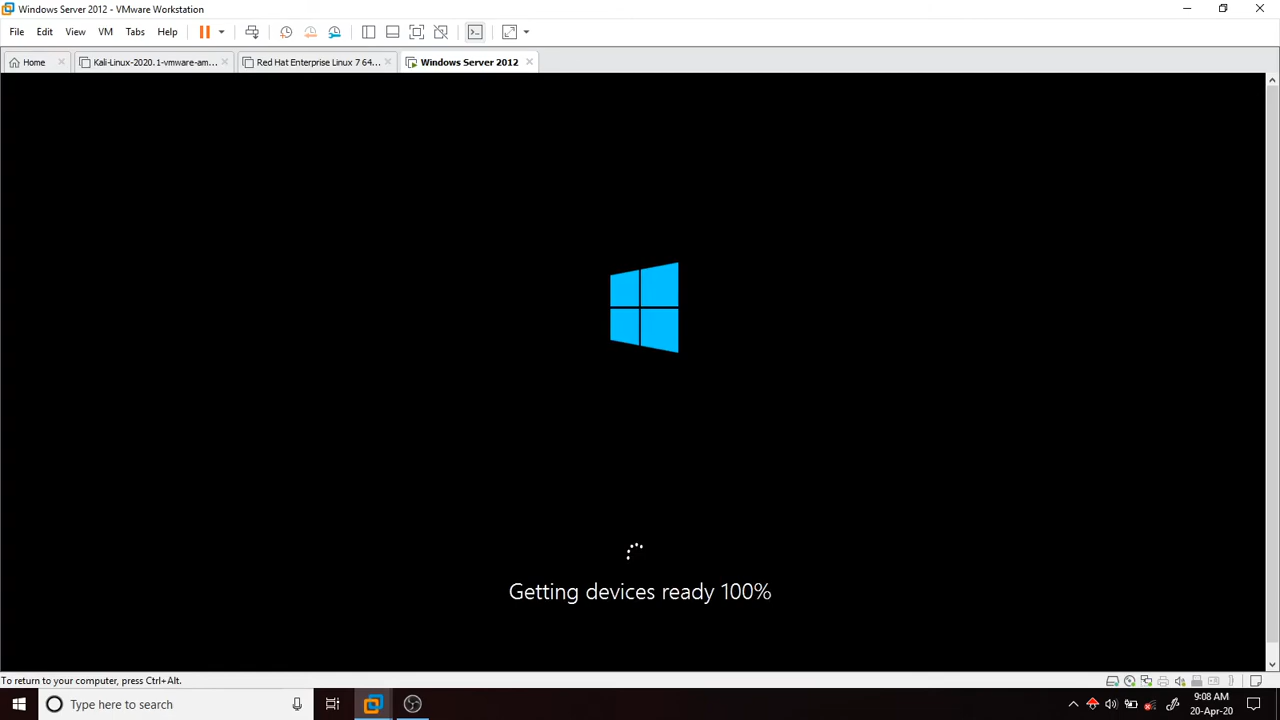 Windows Server 2012 - VMware Workstation
File Edit View VM Tabs Help
Home Kali-Linux-2020.1-vmware-am... Red Hat Enterprise Linux 7 64... Windows Server 2012
Getting devices ready 100%
To return to your computer, press Ctrl+Alt.
Type here to search
9:08 AM
20-Apr-20